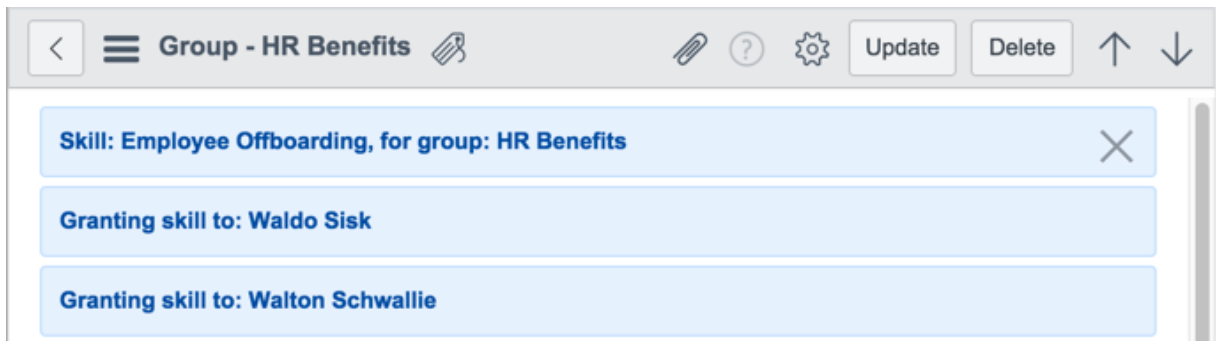 Group - HR Benefits ? Update Delete
Skill: Employee Offboarding, for group: HR Benefits
Granting skill to: Waldo Sisk
Granting skill to: Walton Schwallie